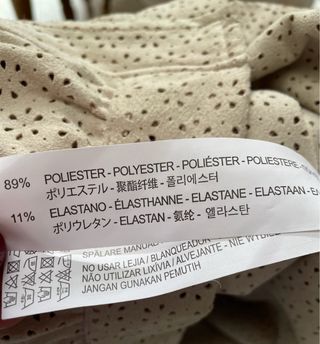 89% POLIESTER - POLYESTER - POLIÉSTER - POLIESTERE -
ポリエステル - 聚酯纤维 - 폴리에스터
11% ELASTANO - ÉLASTHANNE - ELASTANE - ELASTAAN -
ポリウレタン - ELASTAN - 氨纶 - 엘라스탄
NO USAR LEJIA / BLANQUEADOR
NÃO UTILIZAR LIXÍVIA / ALVEJANTE - NIE WYBIE
JANGAN GUNAKAN PEMUTIH